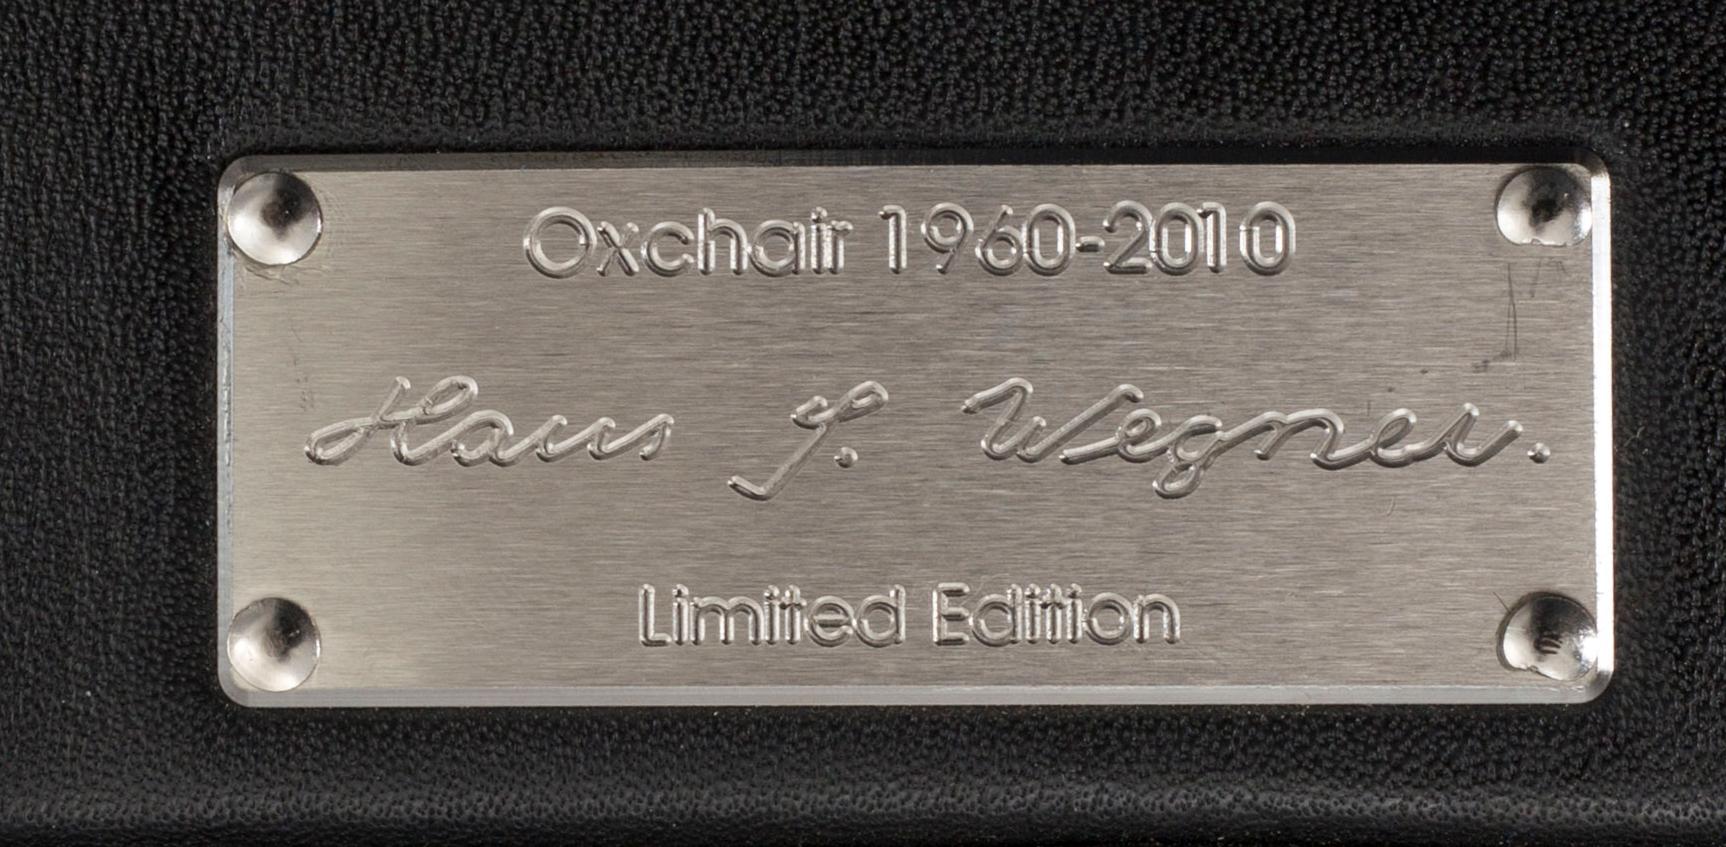 Oxchair 1960-2010
Hans J. Wegner.
Limited Edition